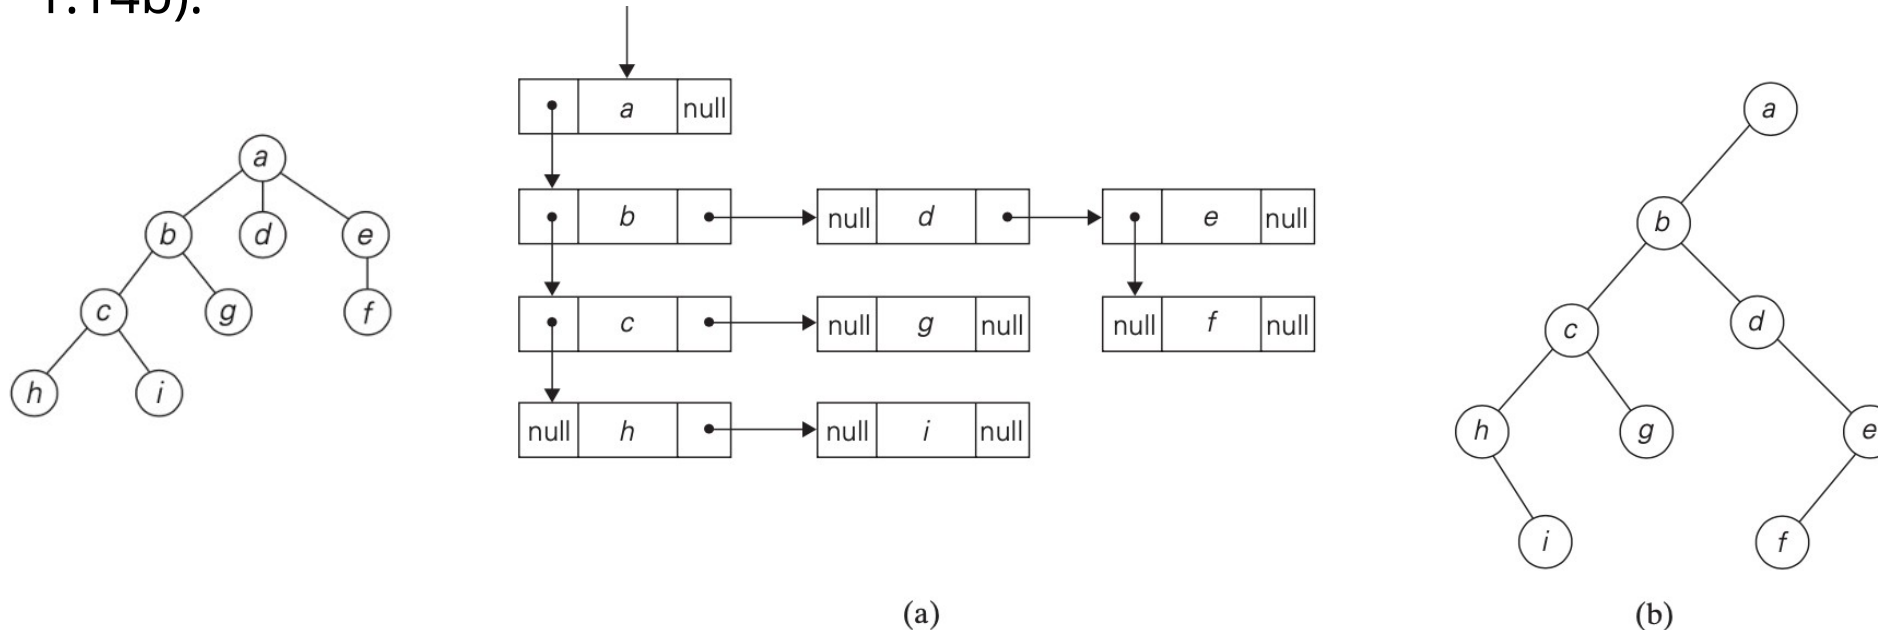 1.14b).
a
a null
a
b d e
b null d e null
b
c g f
c null g null null f null
c d
h i
null h null i null
h g e
i f
(a) (b)